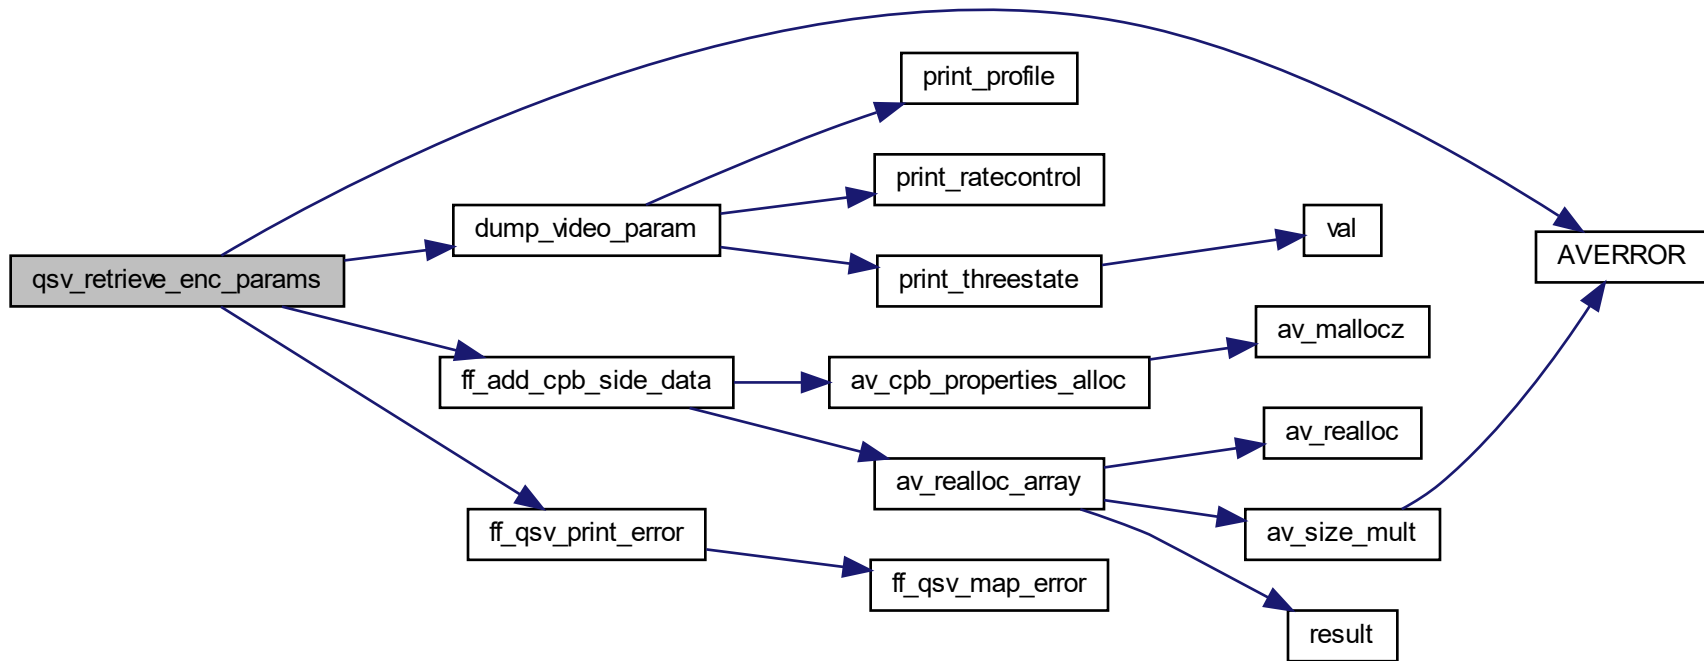 print_profile
print_ratecontrol
dump_video_param
val
AVERROR
qsv_retrieve_enc_params
print_threestate
av_mallocz
ff_add_cpb_side_data
av_cpb_properties_alloc
av_realloc
av_realloc_array
ff_qsv_print_error
av_size_mult
ff_qsv_map_error
result